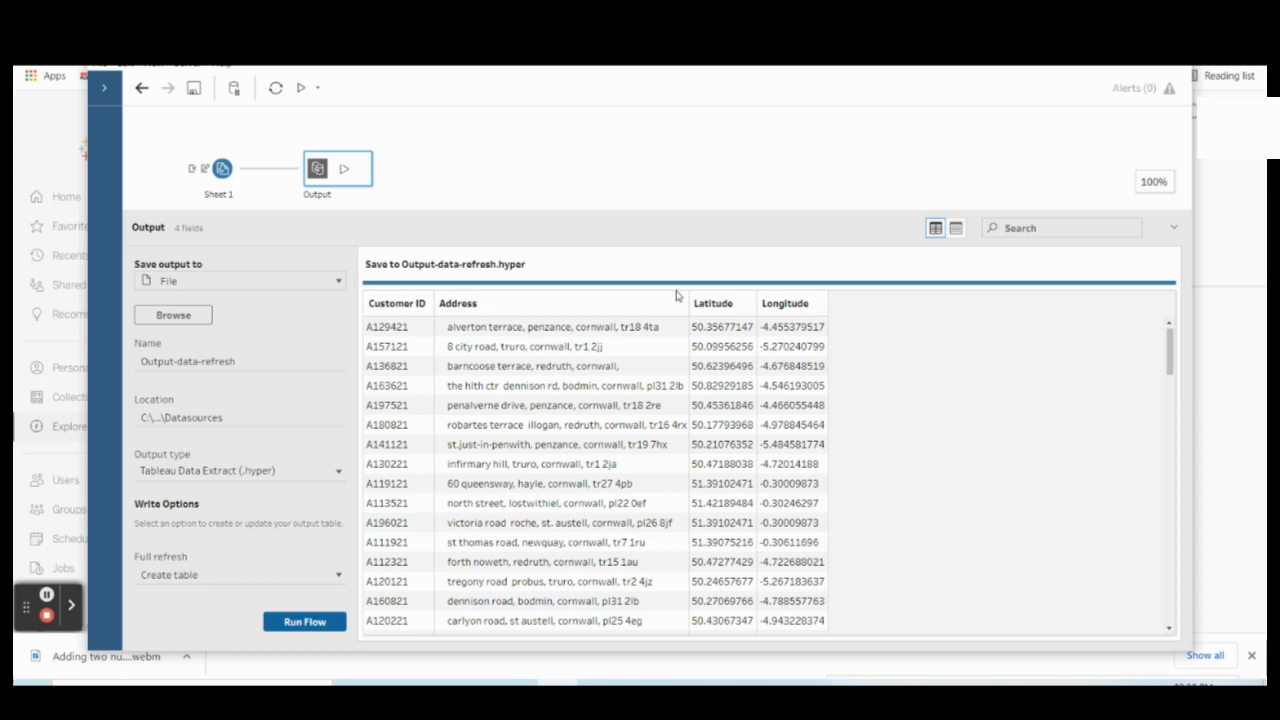 Apps
Reading list
Alerts (0)
Sheet 1
Output
100%
Home
Favorite
Recents
Shared
Recom
Persona
Collecti
Explore
Users
Groups
Schedu
Jobs
Output 4 fields
Search
Save output to
File
Browse
Name
Output-data-refresh
Location
C:\...\Datasources
Output type
Tableau Data Extract (.hyper)
Write Options
Select an option to create or update your output table.
Full refresh
Create table
Run Flow
Save to Output-data-refresh.hyper
Customer ID Address Latitude Longitude
A129421 alverton terrace, penzance, cornwall, tr18 4ta 50.35677147 -4.455379517
A157121 8 city road, truro, cornwall, tr1 2jj 50.09956256 -5.270240799
A136821 barncoose terrace, redruth, cornwall, 50.62396496 -4.676848519
A163621 the hlth ctr dennison rd, bodmin, cornwall, pl31 2lb 50.82929185 -4.546193005
A197521 penalverne drive, penzance, cornwall, tr18 2re 50.45361846 -4.466055448
A180821 robartes terrace illogan, redruth, cornwall, tr16 4rx 50.17793968 -4.978845464
A141121 st.just-in-penwith, penzance, cornwall, tr19 7hx 50.21076352 -5.484581774
A130221 infirmary hill, truro, cornwall, tr1 2ja 50.47188038 -4.72014188
A119121 60 queensway, hayle, cornwall, tr27 4pb 51.39102471 -0.30009873
A113521 north street, lostwithiel, cornwall, pl22 0ef 51.42189484 -0.30246297
A196021 victoria road roche, st. austell, cornwall, pl26 8jf 51.39102471 -0.30009873
A111921 st thomas road, newquay, cornwall, tr7 1ru 51.39075216 -0.30611696
A112321 forth noweth, redruth, cornwall, tr15 1au 50.47277429 -4.722688021
A120121 tregony road probus, truro, cornwall, tr2 4jz 50.24657677 -5.267183637
A160821 dennison road, bodmin, cornwall, pl31 2lb 50.27069766 -4.788557763
A120221 carlyon road, st austell, cornwall, pl25 4eg 50.43067347 -4.943228374
Adding two nu....webm
Show all